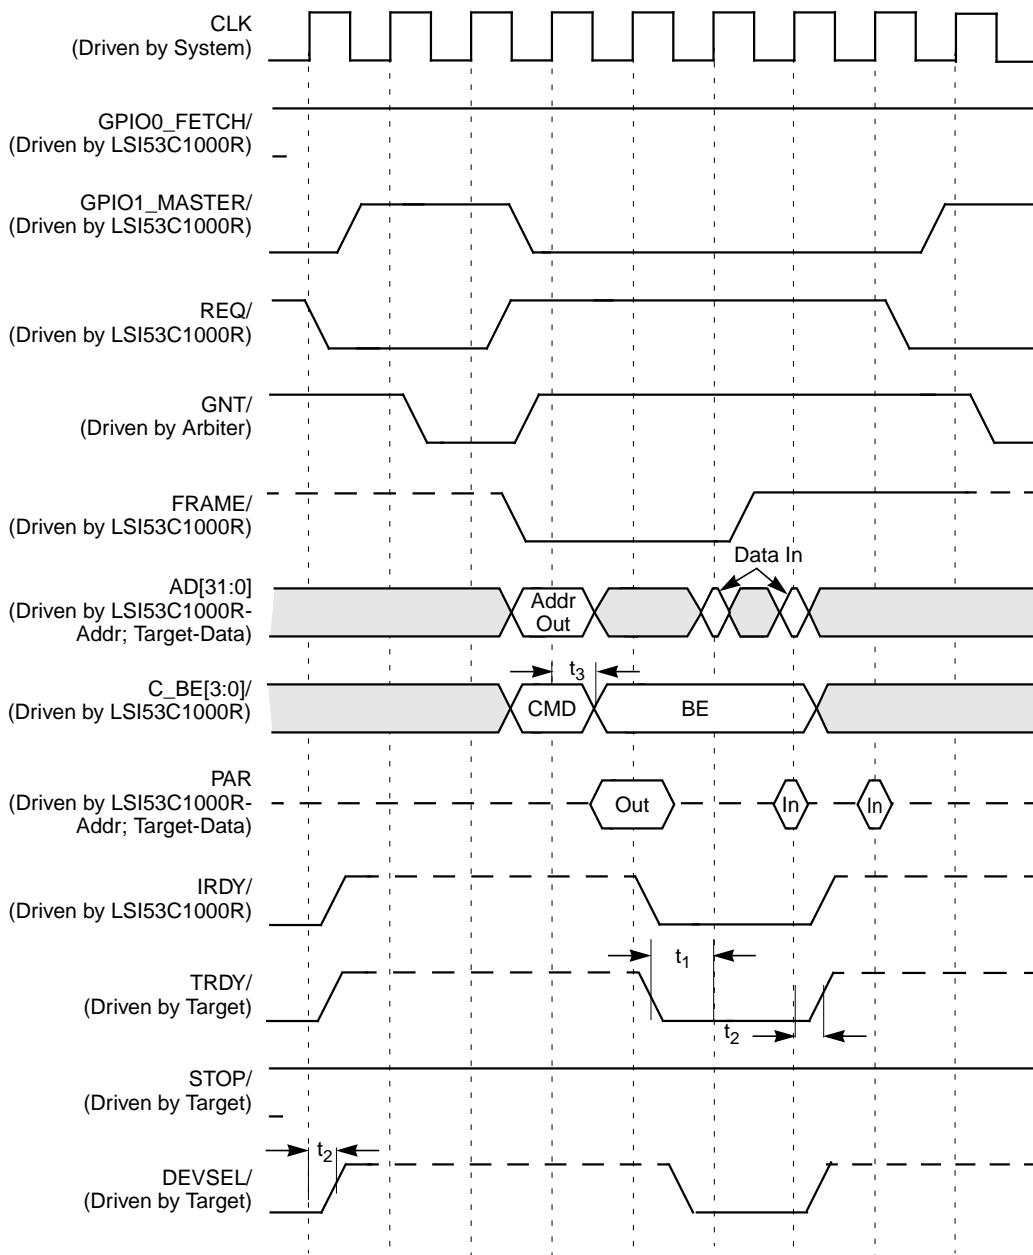 CLK
(Driven by System)
GPIO0_FETCH/
(Driven by LSI53C1000R)
GPIO1_MASTER/
(Driven by LSI53C1000R)
REQ/
(Driven by LSI53C1000R)
GNT/
(Driven by Arbiter)
FRAME/
(Driven by LSI53C1000R)
Data In
AD[31:0]
(Driven by LSI53C1000R-
Addr; Target-Data)
Addr
Out
C_BE[3:0]/
(Driven by LSI53C1000R)
t3
CMD
BE
PAR
(Driven by LSI53C1000R-
Addr; Target-Data)
Out
In
In
IRDY/
(Driven by LSI53C1000R)
TRDY/
(Driven by Target)
t1
t2
STOP/
(Driven by Target)
t2
DEVSEL/
(Driven by Target)